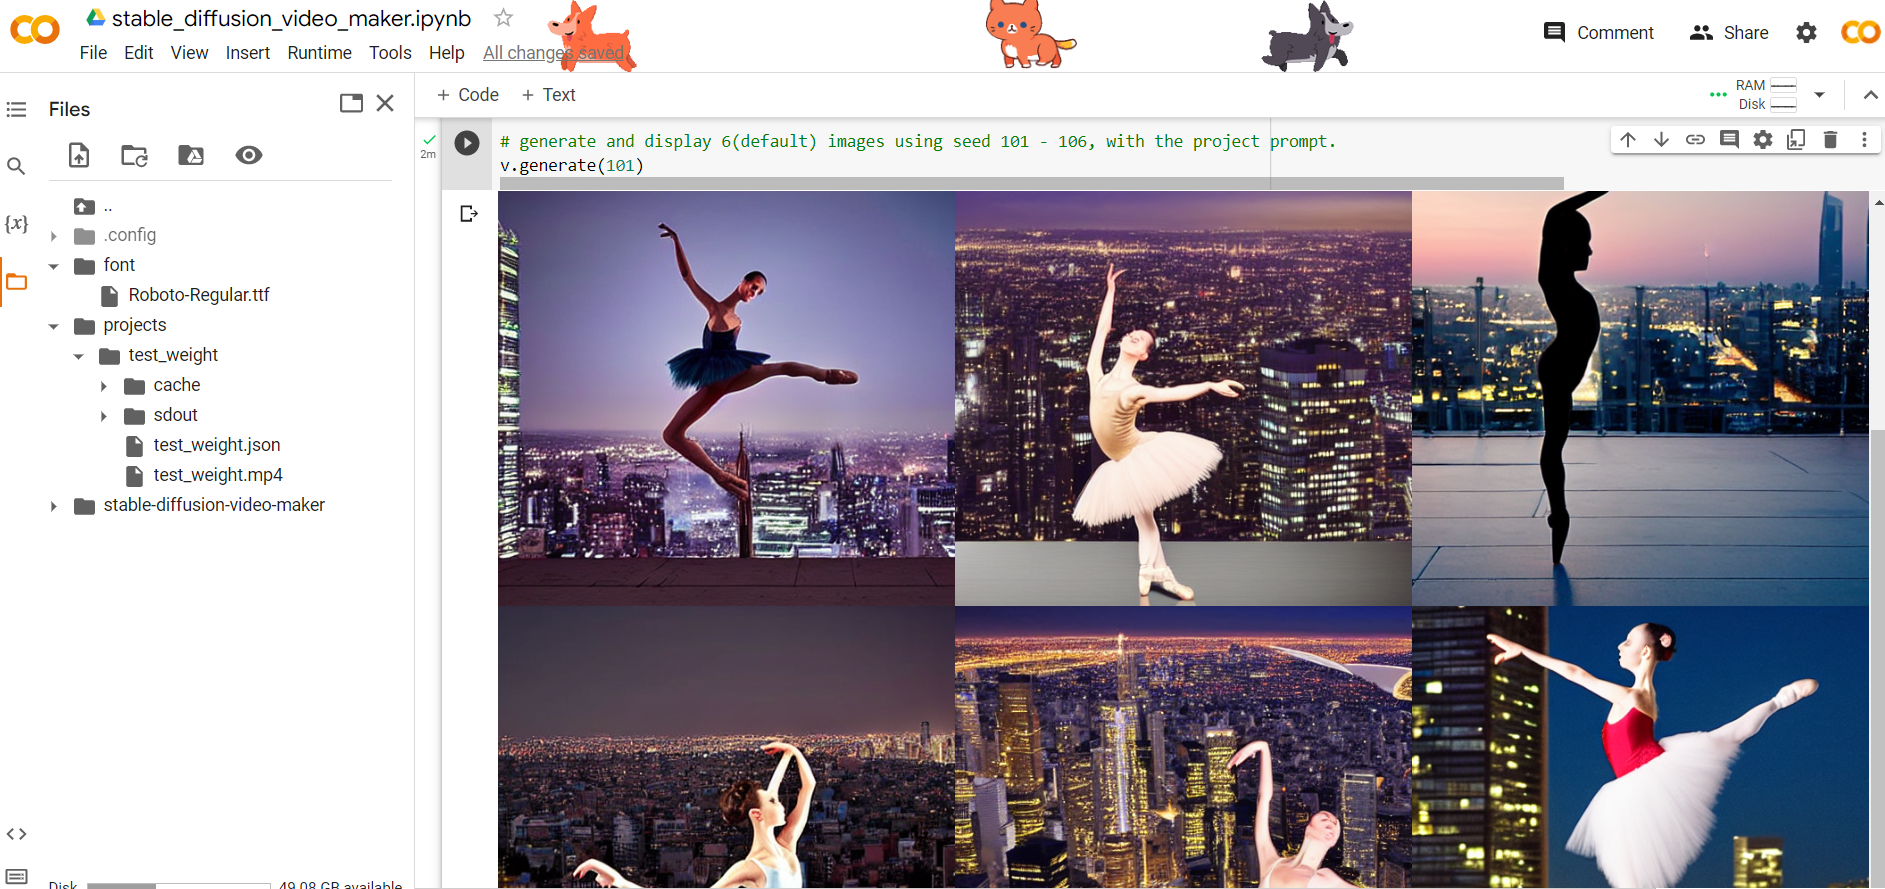 stable_diffusion_video_maker.ipynb
File Edit View Insert Runtime Tools Help All changes saved
Comment
Share
Files
..
.config
font
Roboto-Regular.ttf
projects
test_weight
cache
sdout
test_weight.json
test_weight.mp4
stable-diffusion-video-maker
Disk 49.08 GB available
+ Code + Text
RAM
Disk
2m
# generate and display 6(default) images using seed 101 - 106, with the project prompt.
v.generate(101)
{x}